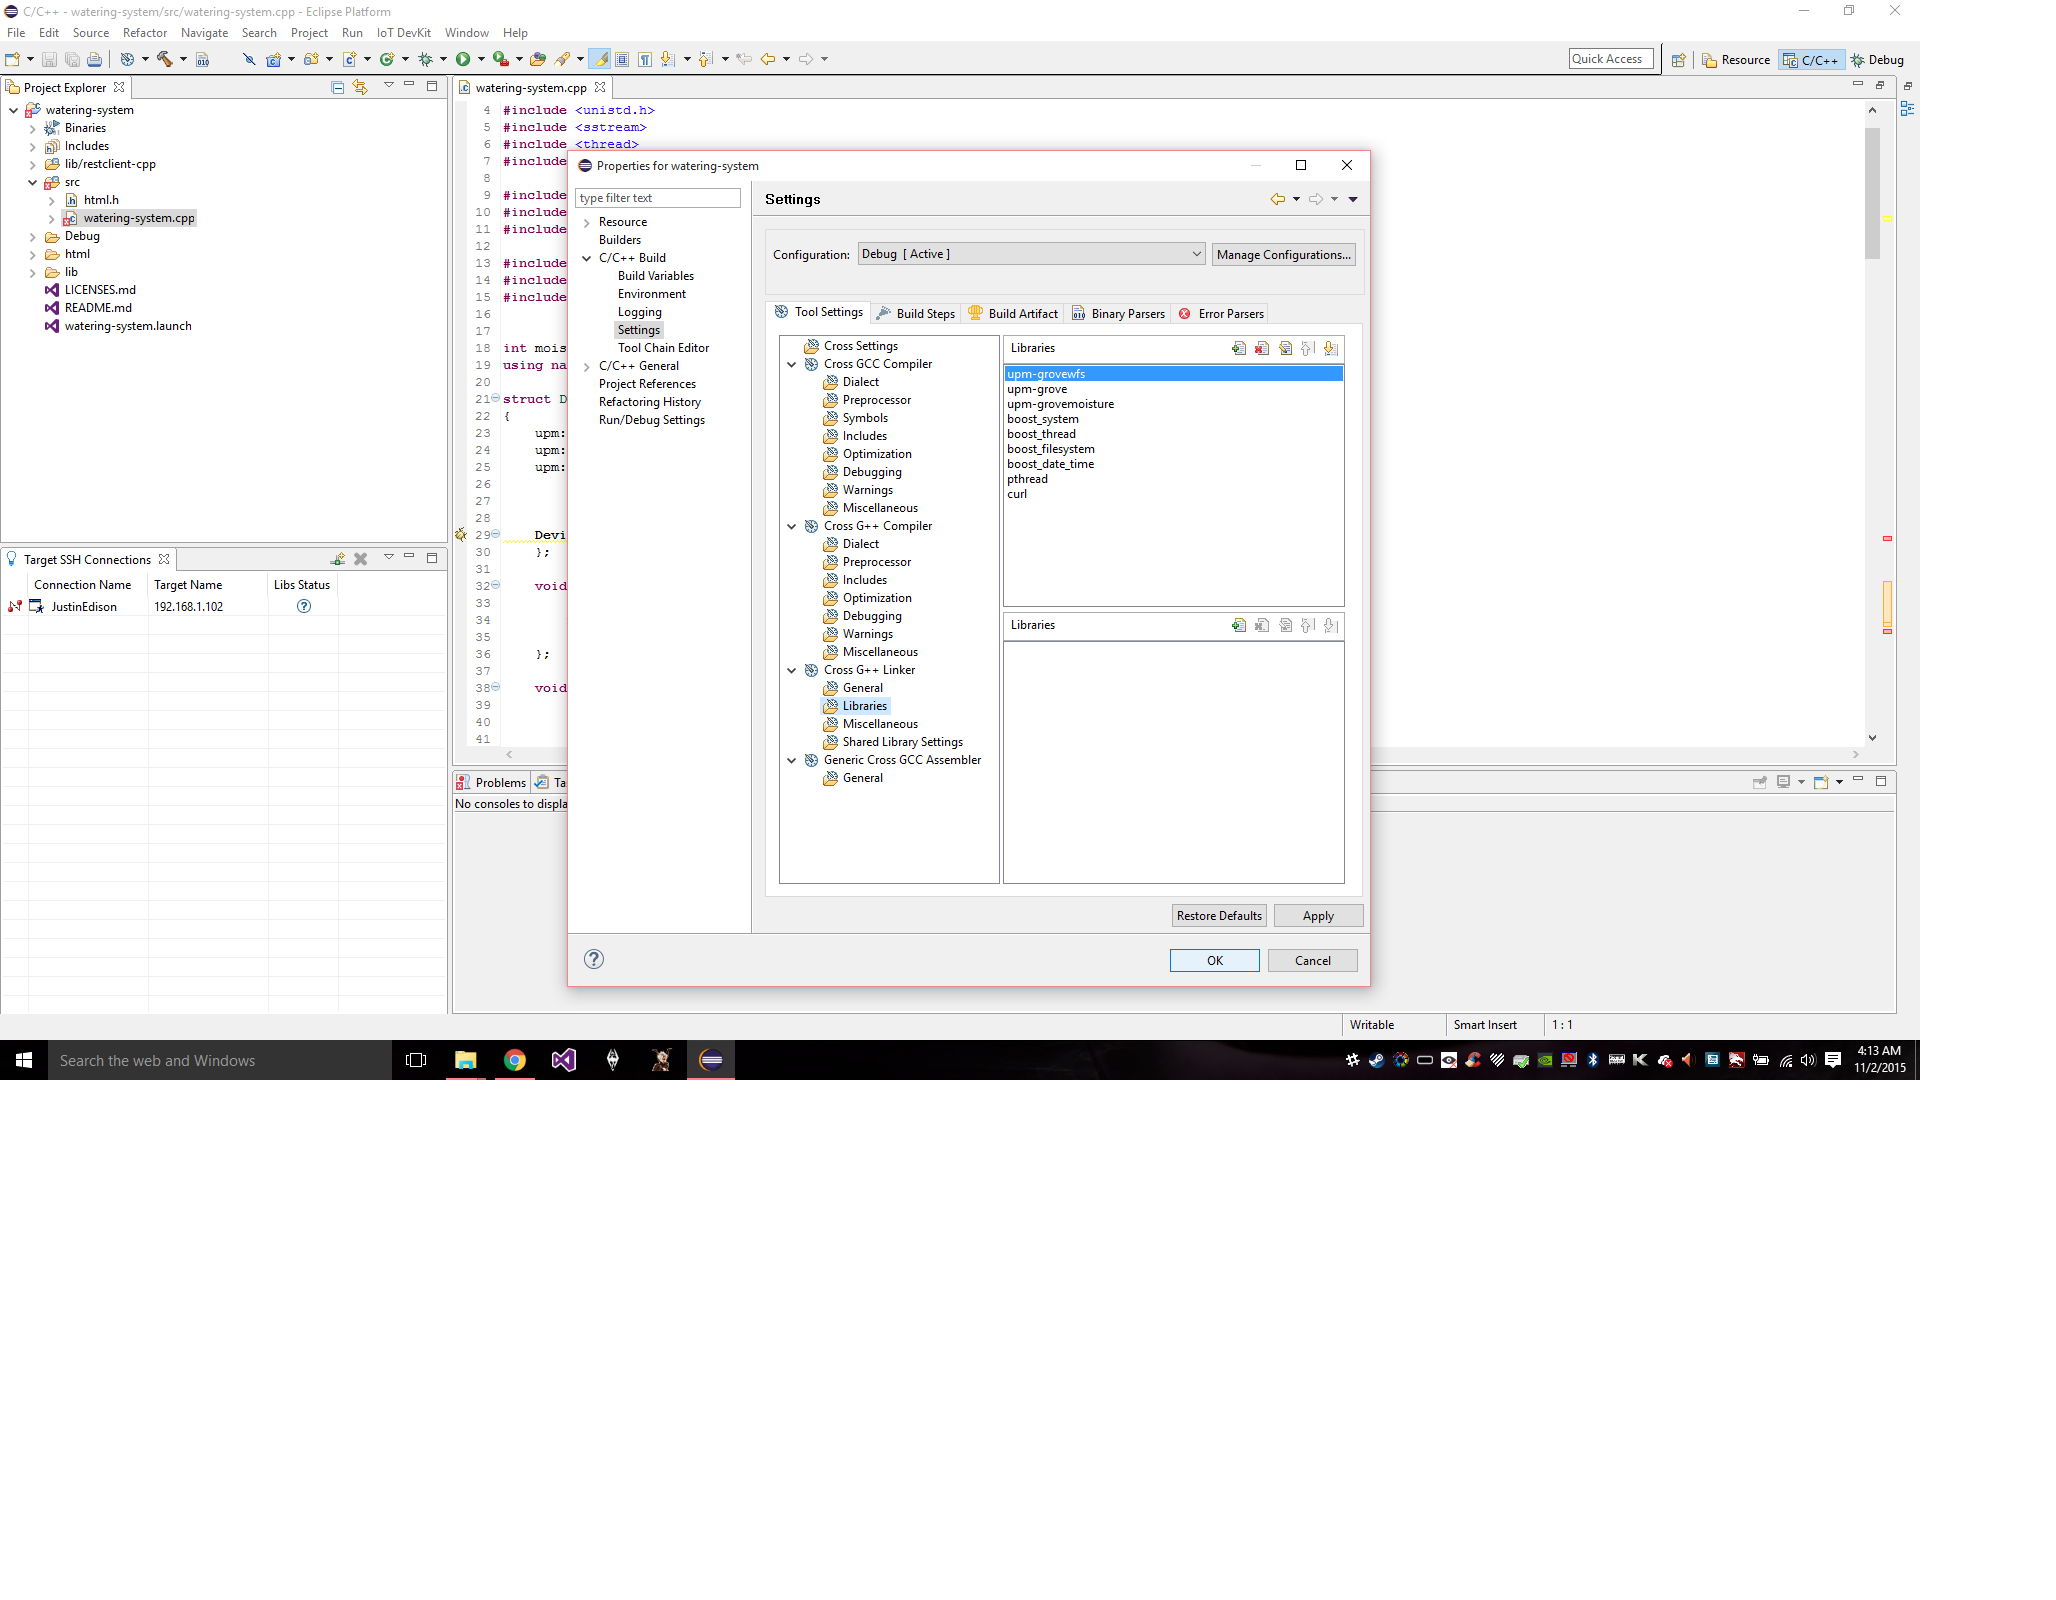 C/C++ - watering-system/src/watering-system.cpp - Eclipse Platform
File Edit Source Refactor Navigate Search Project Run IoT DevKit Window Help
Quick Access
Resource
C/C++
Debug
Project Explorer
watering-system
Binaries
Includes
lib/restclient-cpp
src
html.h
watering-system.cpp
Debug
html
lib
LICENSES.md
README.md
watering-system.launch
Target SSH Connections
Connection Name Target Name Libs Status
JustinEdison 192.168.1.102
watering-system.cpp
4 #include <unistd.h>
5 #include <sstream>
6 #include <thread>
7 #include
8
9 #include
10 #include
11 #include
12
13 #include
14 #include
15 #include
16
17
18 int mois
19 using na
20
21 struct D
22 {
23 upm:
24 upm:
25 upm:
26
27
28
29 Devi
30 };
31
32 void
33
34
35
36 };
37
38 void
39
40
41
Problems Ta
No consoles to displa
Properties for watering-system
type filter text
Resource
Builders
C/C++ Build
Build Variables
Environment
Logging
Settings
Tool Chain Editor
C/C++ General
Project References
Refactoring History
Run/Debug Settings
Settings
Configuration: Debug [ Active ] Manage Configurations...
Tool Settings Build Steps Build Artifact Binary Parsers Error Parsers
Cross Settings
Cross GCC Compiler
Dialect
Preprocessor
Symbols
Includes
Optimization
Debugging
Warnings
Miscellaneous
Cross G++ Compiler
Dialect
Preprocessor
Includes
Optimization
Debugging
Warnings
Miscellaneous
Cross G++ Linker
General
Libraries
Miscellaneous
Shared Library Settings
Generic Cross GCC Assembler
General
Libraries
upm-grovewfs
upm-grove
upm-grovemoisture
boost_system
boost_thread
boost_filesystem
boost_date_time
pthread
curl
Libraries
Restore Defaults Apply
OK Cancel
Writable Smart Insert 1 : 1
Search the web and Windows
4:13 AM
11/2/2015